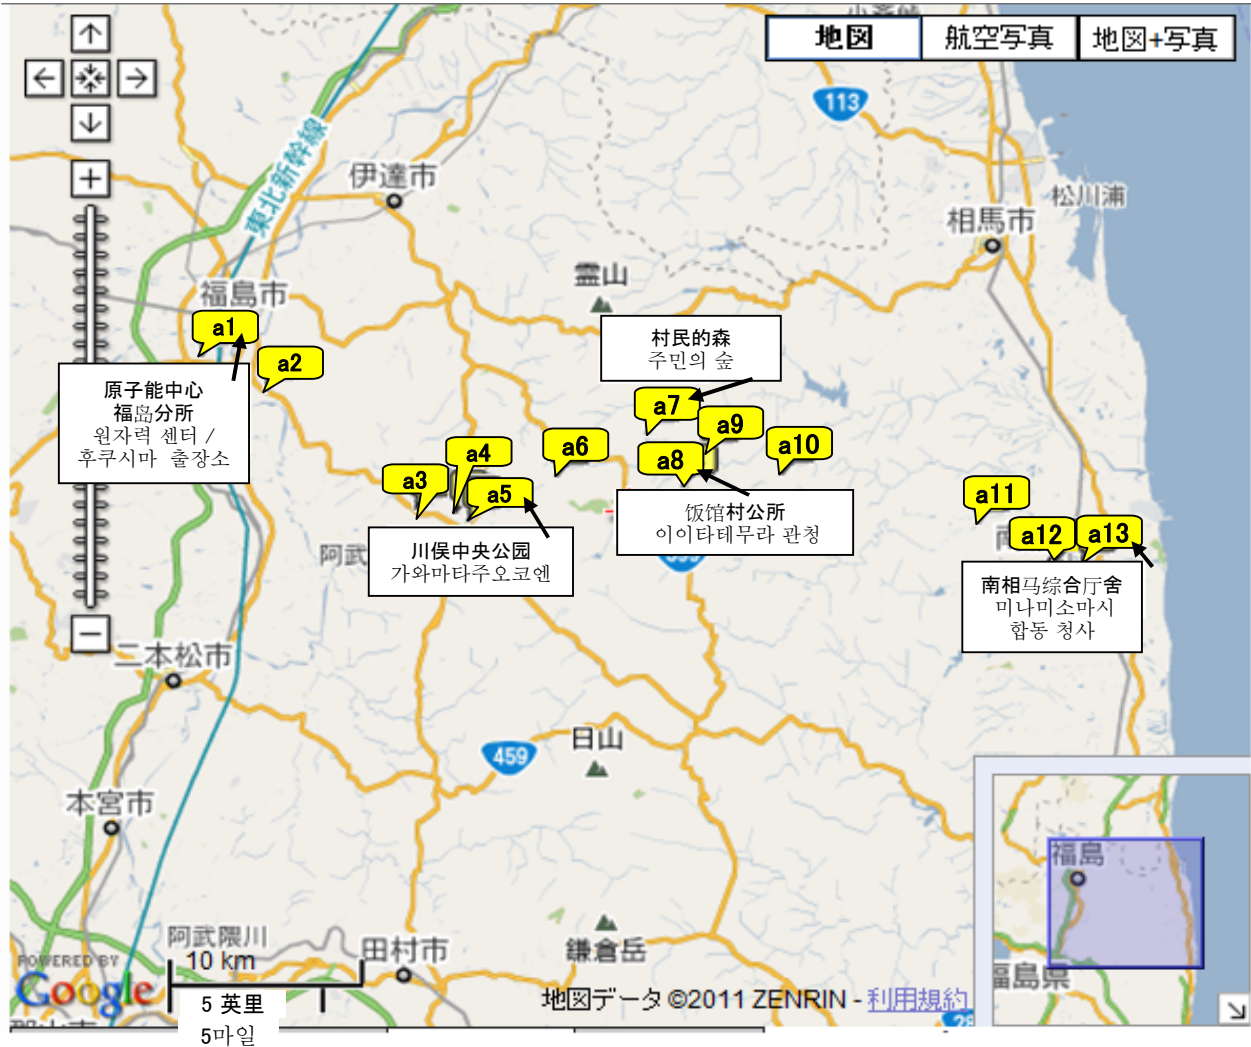 地図
航空写真
地図+写真
113
東北新幹線
伊達市
松川浦
相馬市
霊山
福島市
a1
a2
原子能中心
福岛分所
원자력 센터 /
후쿠시마 출장소
村民的森
주민의 숲
a7
a9
a4
a6
a10
a8
a3
a5
a11
饭馆村公所
이이타테무라 관청
a12
a13
阿武
川俣中央公园
가와마타주오코엔
南相马综合厅舍
미나미소마시
합동 청사
二本松市
日山
459
本宮市
福島
阿武隈川
田村市
鎌倉岳
福島県
10 km
POWERED BY
Google
5 英里
5마일
地図データ ©2011 ZENRIN - 利用規約